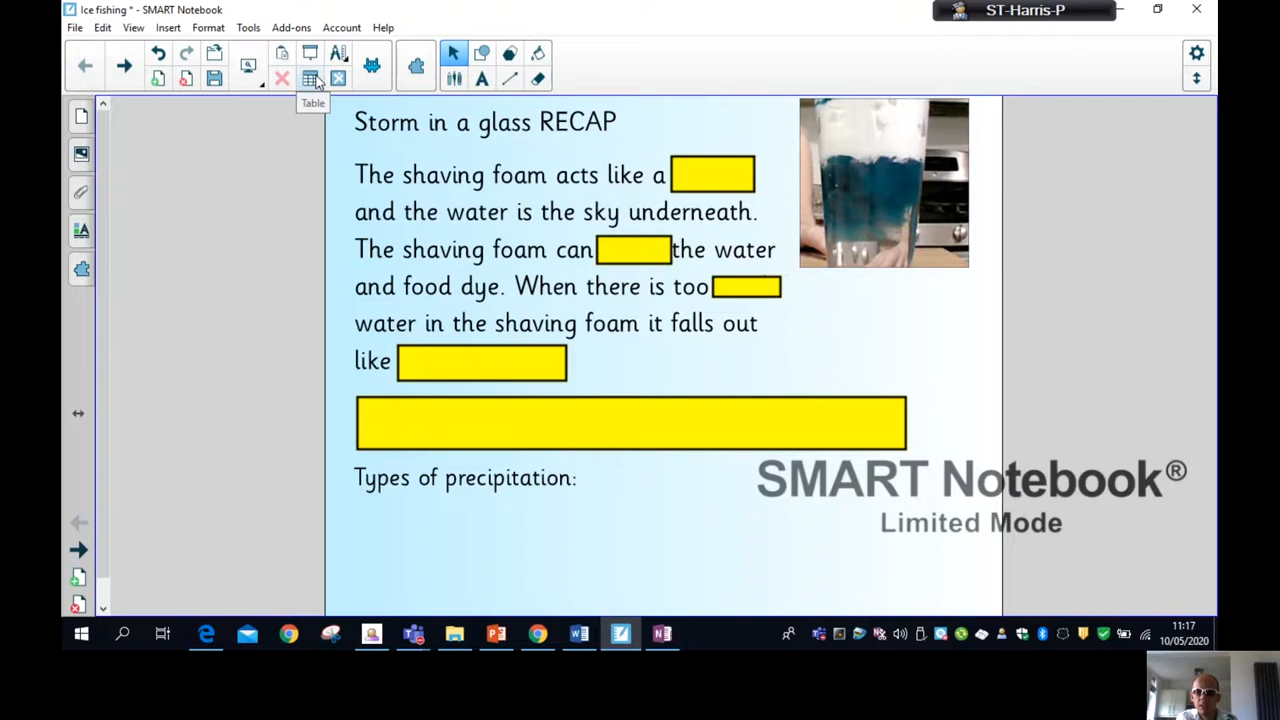 Ice fishing * - SMART Notebook
ST-Harris-P
File Edit View Insert Format Tools Add-ons Account Help
Table
Storm in a glass RECAP
The shaving foam acts like a
and the water is the sky underneath.
The shaving foam can the water
and food dye. When there is too
water in the shaving foam it falls out
like
Types of precipitation:
SMART Notebook®
Limited Mode
11:17
10/05/2020